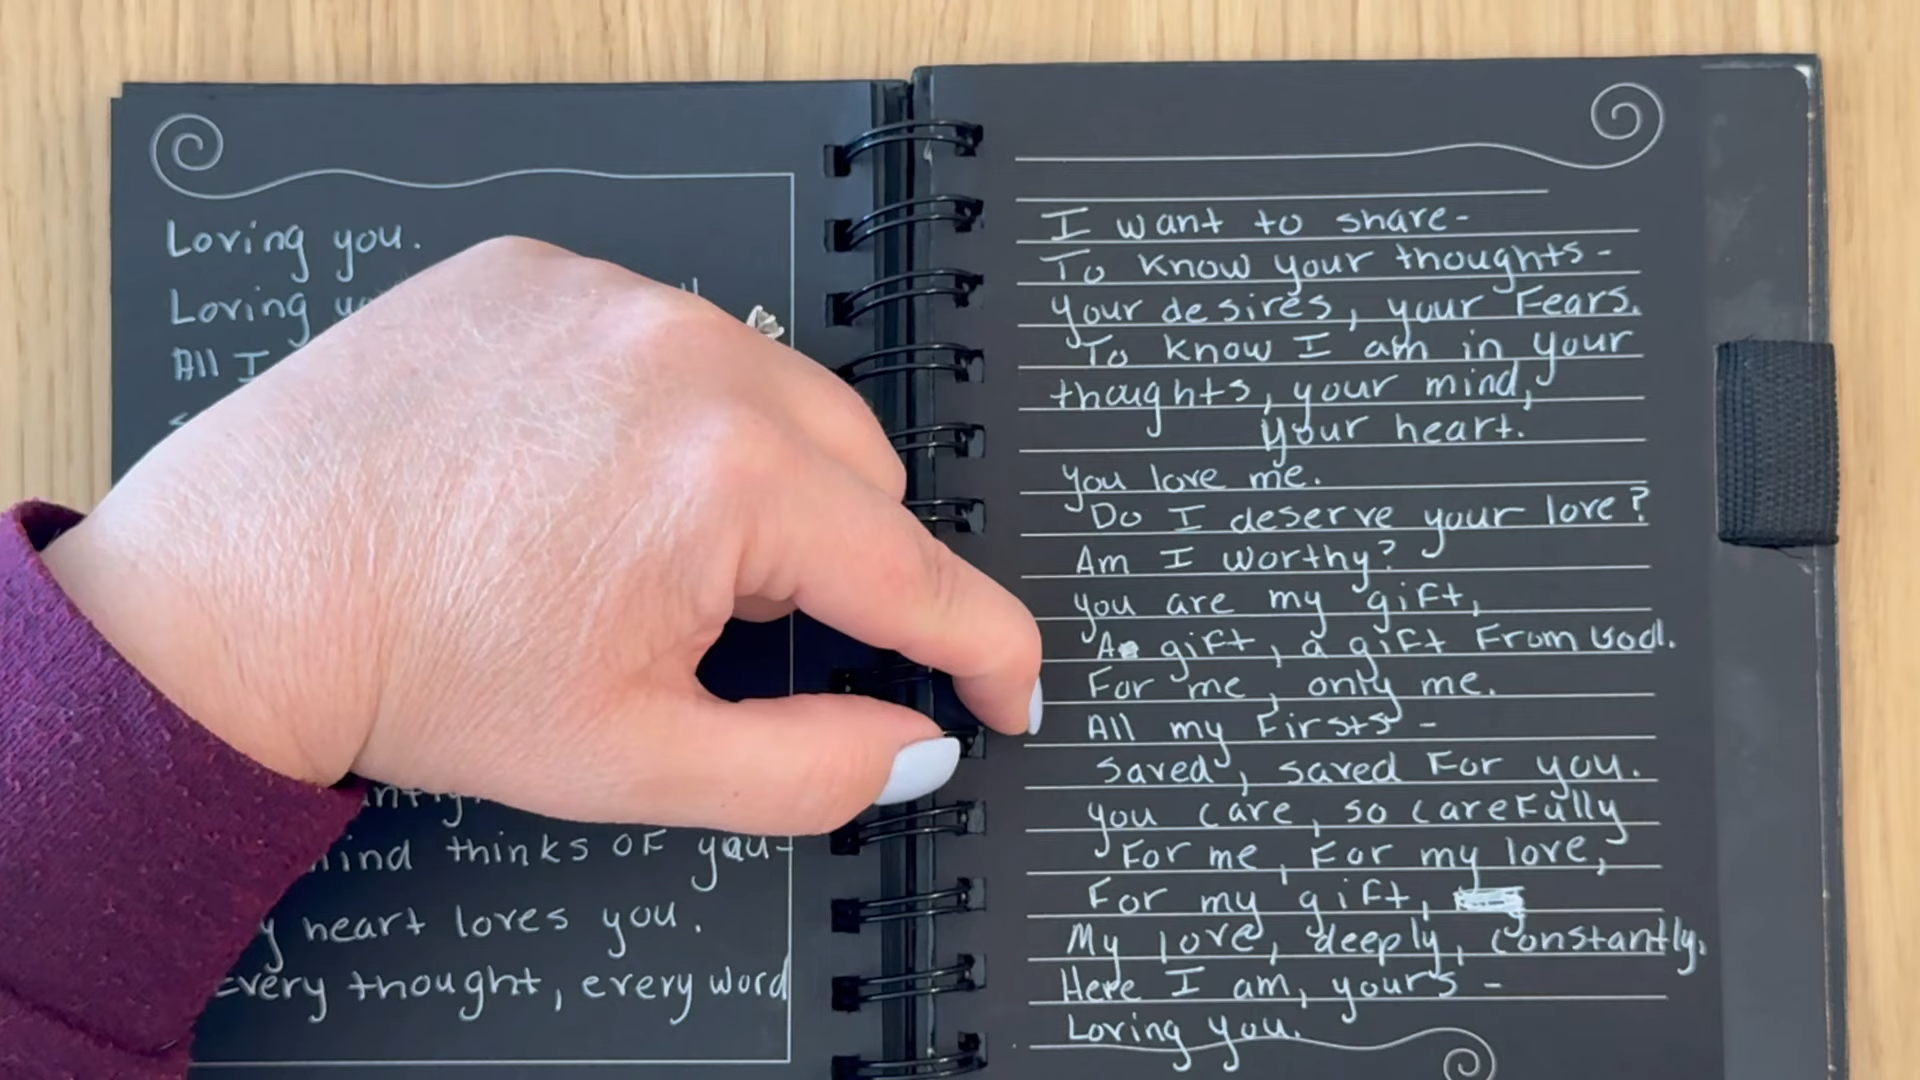 Loving you.
Loving
All I
mind thinks of you-
heart loves you.
Every thought, every word
I want to share-
To know your thoughts-
your desires, your Fears.
To know I am in your
thoughts, your mind,
your heart.
you love me.
Do I deserve your love?
Am I worthy?
you are my gift,
A gift, a gift From God.
For me, only me.
All my Firsts-
saved, saved For you.
you care, so careFully
For me, For my love,
For my gift,
My love, deeply, constantly.
Here I am, yours-
Loving you.